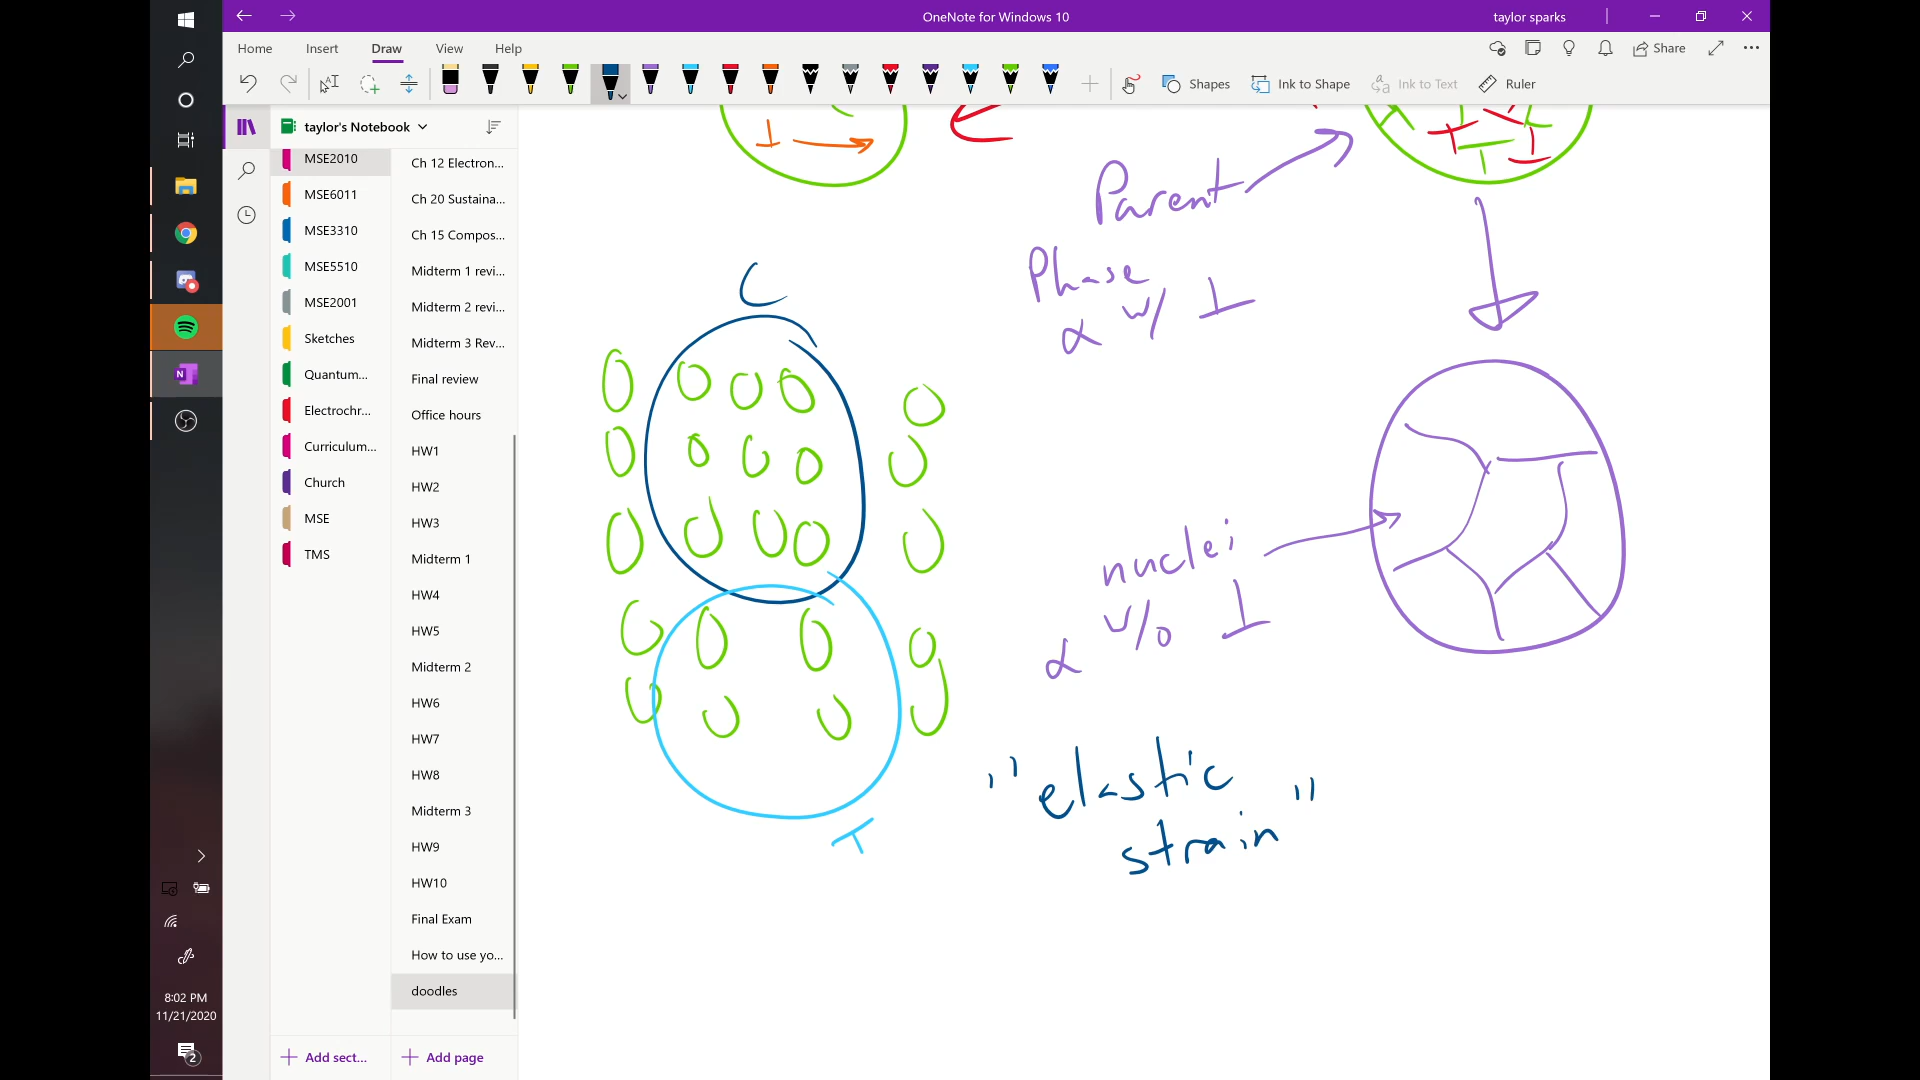 OneNote for Windows 10
taylor sparks
Home Insert Draw View Help
Share
Shapes
Ink to Shape
Ink to Text
Ruler
taylor's Notebook
MSE2010
MSE6011
MSE3310
MSE5510
MSE2001
Sketches
Quantum...
Electrochr...
Curriculum...
Church
MSE
TMS
Add sect...
Ch 12 Electron...
Ch 20 Sustaina...
Ch 15 Compos...
Midterm 1 revi...
Midterm 2 revi...
Midterm 3 Rev...
Final review
Office hours
HW1
HW2
HW3
Midterm 1
HW4
HW5
Midterm 2
HW6
HW7
HW8
Midterm 3
HW9
HW10
Final Exam
How to use yo...
doodles
Add page
Parent
Phase
α w/ ⊥
C
T
nuclei
α w/o ⊥
"elastic
strain"
8:02 PM
11/21/2020
2